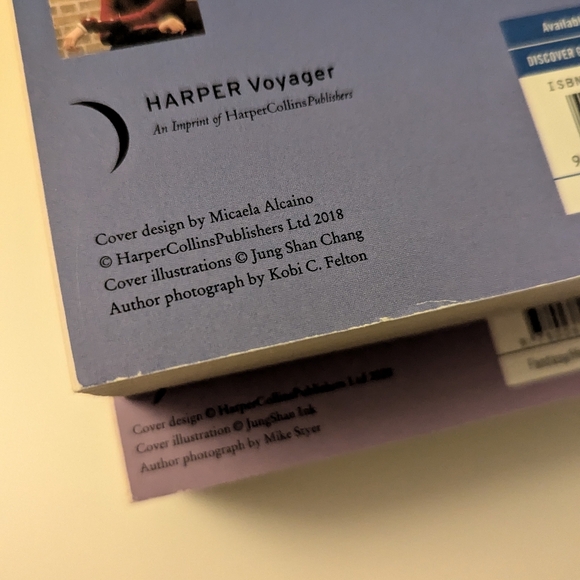 HARPER Voyager
An Imprint of HarperCollinsPublishers
Cover design by Micaela Alcaino
© HarperCollinsPublishers Ltd 2018
Cover illustrations © Jung Shan Chang
Author photograph by Kobi C. Felton
DISCOVER
ISBN
9
Cover design © HarperCollinsPublishers Ltd
Cover illustration © JungShan Ink
Author photograph by Mike Styer